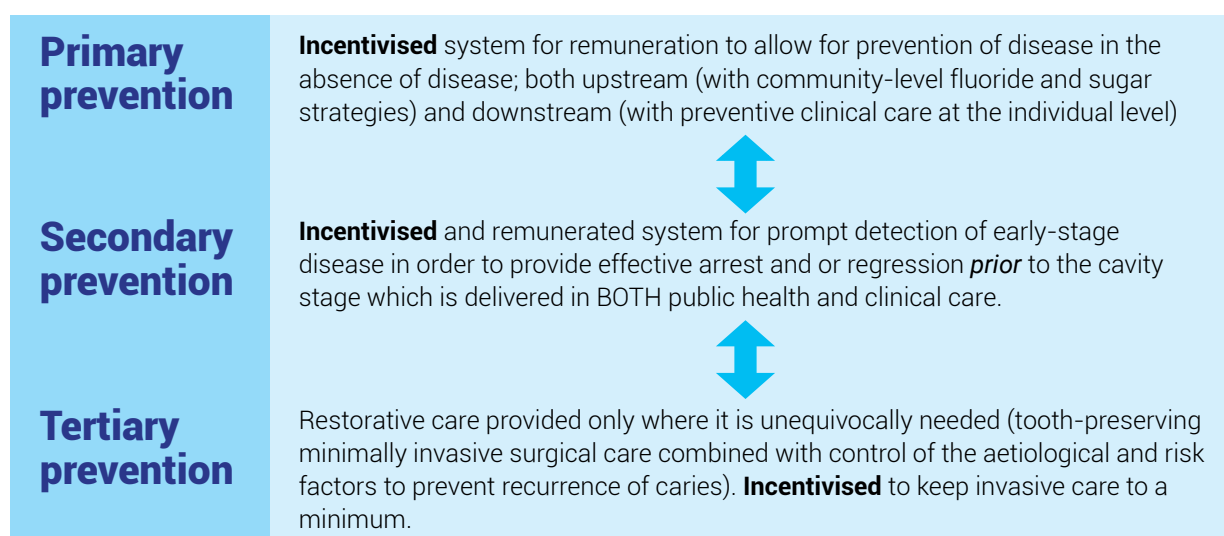 Primary
prevention
Incentivised system for remuneration to allow for prevention of disease in the
absence of disease; both upstream (with community-level fluoride and sugar
strategies) and downstream (with preventive clinical care at the individual level)
Secondary
prevention
Incentivised and remunerated system for prompt detection of early-stage
disease in order to provide effective arrest and or regression prior to the cavity
stage which is delivered in BOTH public health and clinical care.
Tertiary
prevention
Restorative care provided only where it is unequivocally needed (tooth-preserving
minimally invasive surgical care combined with control of the aetiological and risk
factors to prevent recurrence of caries). Incentivised to keep invasive care to a
minimum.